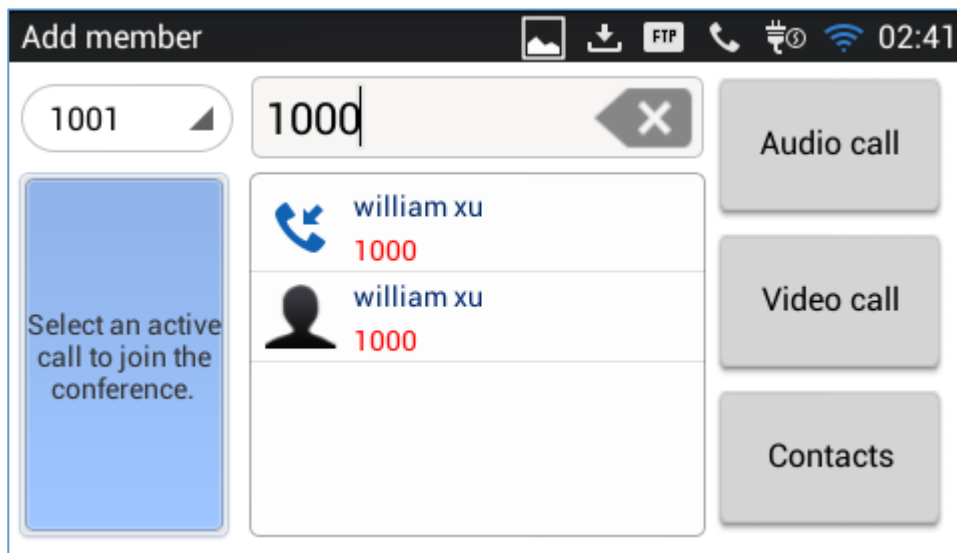 Add member
FTP
02:41
1001
1000
Audio call
william xu
1000
william xu
1000
Video call
Select an active
call to join the
conference.
Contacts